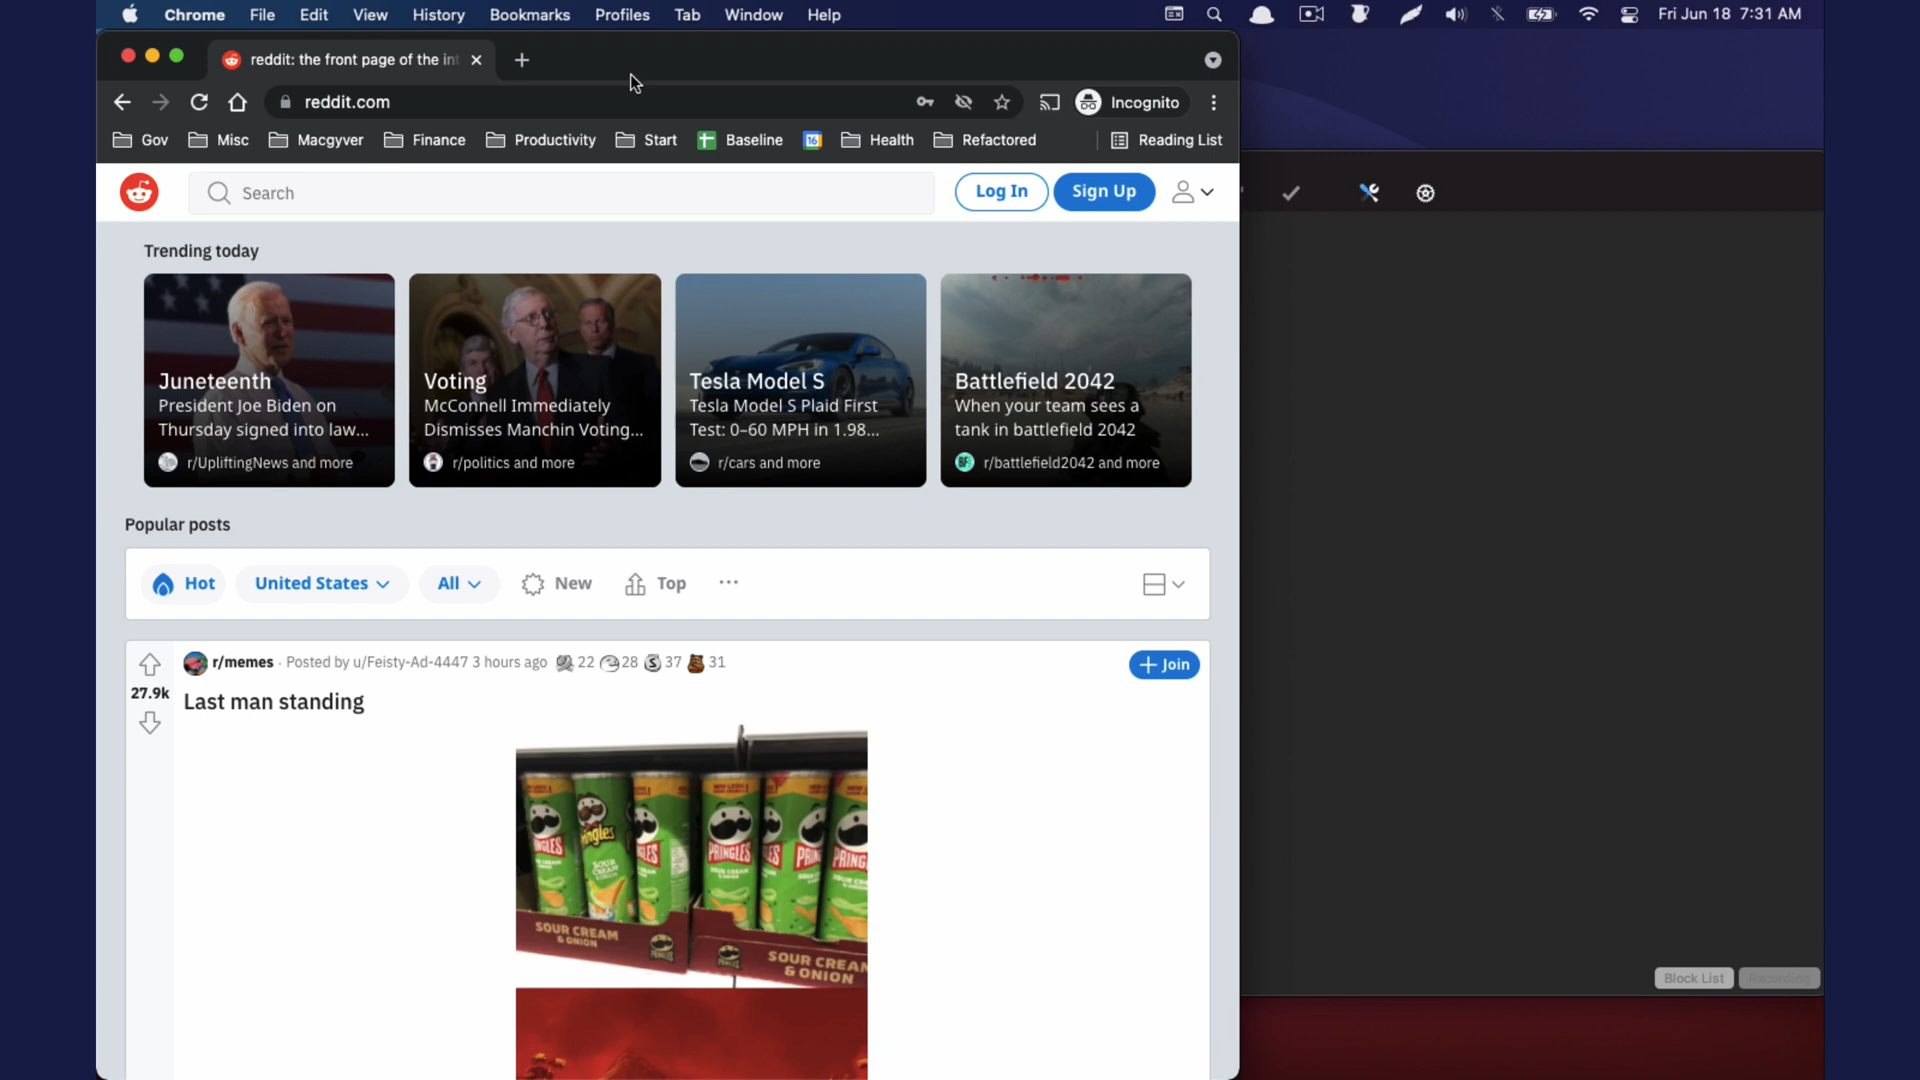 Chrome File Edit View History Bookmarks Profiles Tab Window Help Fri Jun 18 7:31 AM
reddit: the front page of the in
reddit.com Incognito
Gov Misc Macgyver Finance Productivity Start Baseline 16 Health Refactored Reading List
Search Log In Sign Up
Trending today
Juneteenth
President Joe Biden on
Thursday signed into law...
r/UpliftingNews and more
Voting
McConnell Immediately
Dismisses Manchin Voting...
r/politics and more
Tesla Model S
Tesla Model S Plaid First
Test: 0–60 MPH in 1.98...
r/cars and more
Battlefield 2042
When your team sees a
tank in battlefield 2042
r/battlefield2042 and more
Popular posts
Hot United States All New Top ...
r/memes · Posted by u/Feisty-Ad-4447 3 hours ago 22 28 S 37 31
Join
27.9k
Last man standing
Pringles
SOUR CREAM
PRINGLES
SOUR CREAM
& ONION
SOUR CREAM
& ONION
Block List Recording